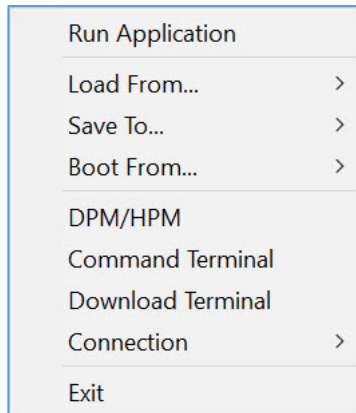 Run Application
Load From...
Save To...
Boot From...
DPM/HPM
Command Terminal
Download Terminal
Connection
Exit